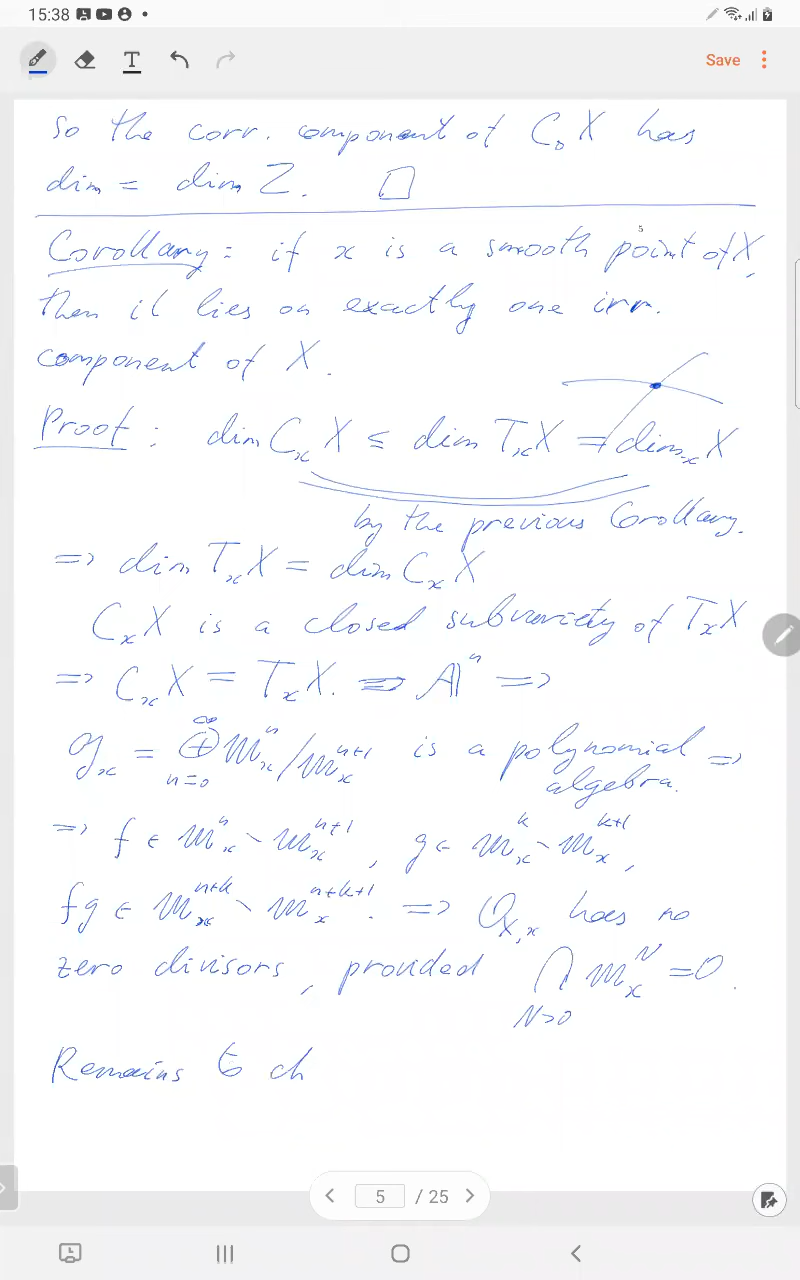 15:38
Save
So the corr. component of C₀X has
dim = dim Z. □
Corollary: if x is a smooth point of X,
then it lies on exactly one irr.
component of X.
Proof: dim CₓX ≤ dim TₓX = dimₓ X
by the previous Corollary.
=> dim TₓX = dim CₓX
CₓX is a closed subvariety of TₓX
=> CₓX = TₓX. = Aⁿ =>
gₓ = ⊕_{n=0}^{∞} mₓⁿ/mₓⁿ⁺¹ is a polynomial =>
algebra.
=> f ∈ mₓⁿ \ mₓⁿ⁺¹, g ∈ mₓᵏ \ mₓᵏ⁺¹,
fg ∈ mₓⁿ⁺ᵏ \ mₓⁿ⁺ᵏ⁺¹. => O_{X,x} has no
zero divisors, provided ⋂_{N>0} mₓᴺ = 0.
Remains to ch
5 / 25